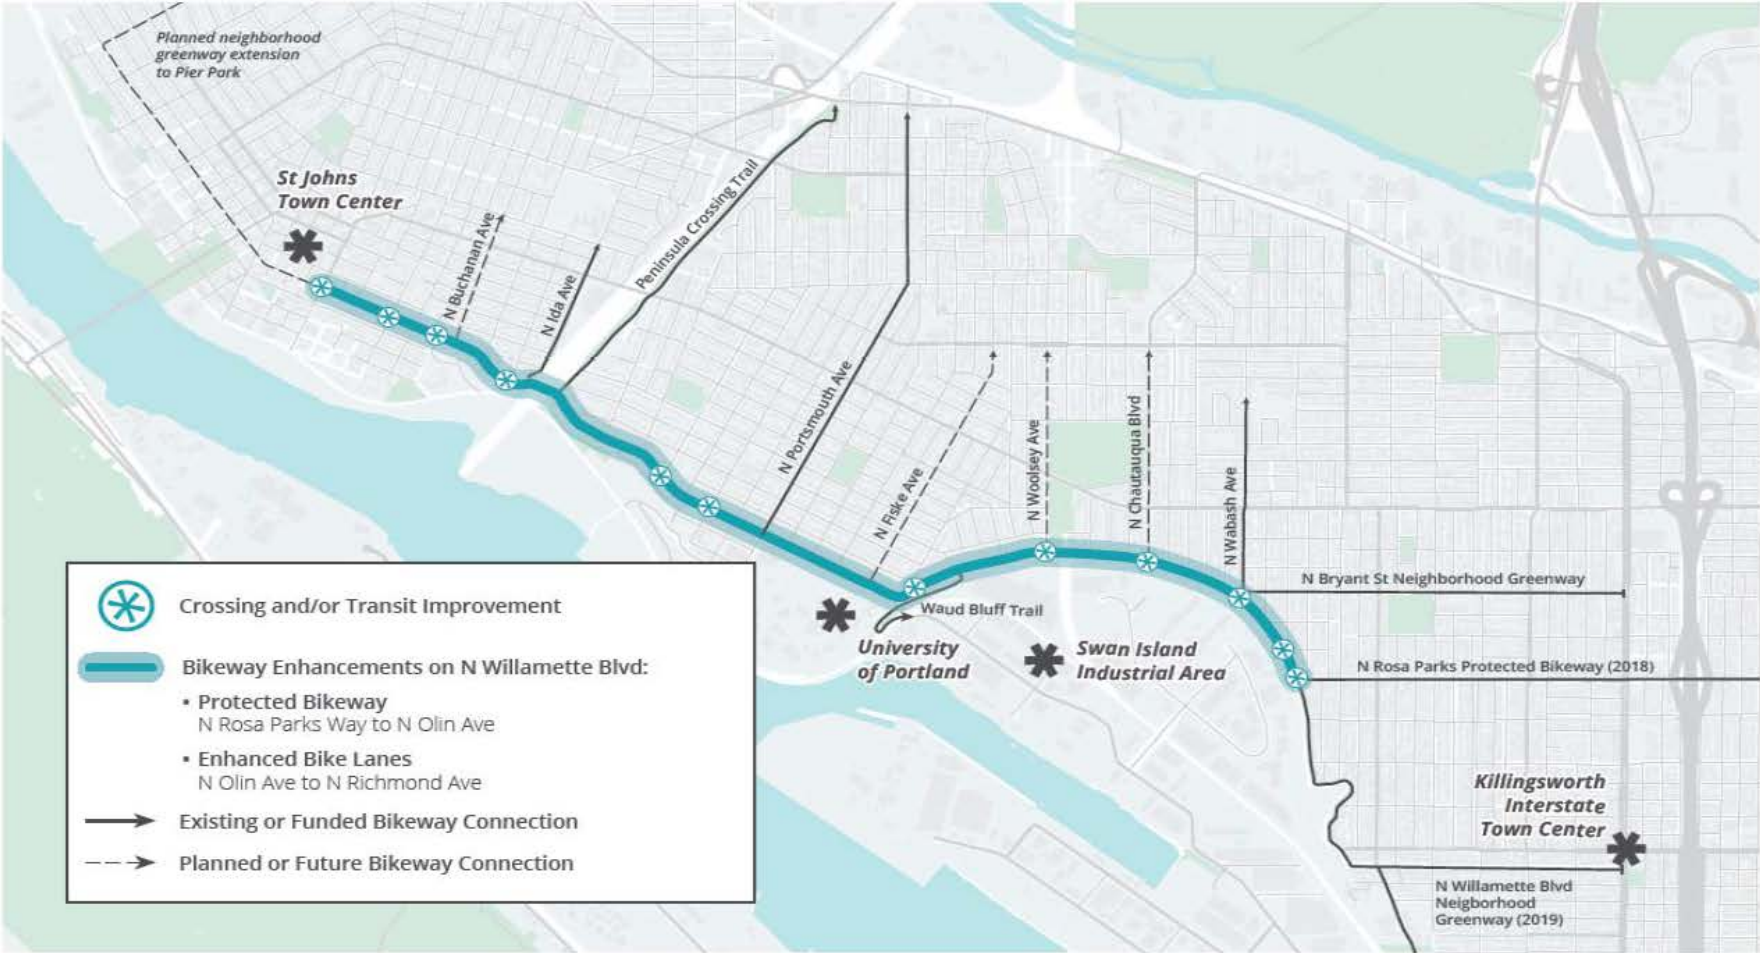 Planned neighborhood
greenway extension
to Pier Park
St Johns
Town Center
N Buchanan Ave
N Ida Ave
Peninsula Crossing Trail
N Portsmouth Ave
N Fiske Ave
N Woolsey Ave
N Chautauqua Blvd
N Wabash Ave
N Bryant St Neighborhood Greenway
Waud Bluff Trail
University
of Portland
Swan Island
Industrial Area
N Rosa Parks Protected Bikeway (2018)
Killingsworth
Interstate
Town Center
N Willamette Blvd
Neigborhood
Greenway (2019)
Crossing and/or Transit Improvement
Bikeway Enhancements on N Willamette Blvd:
• Protected Bikeway
N Rosa Parks Way to N Olin Ave
• Enhanced Bike Lanes
N Olin Ave to N Richmond Ave
Existing or Funded Bikeway Connection
Planned or Future Bikeway Connection